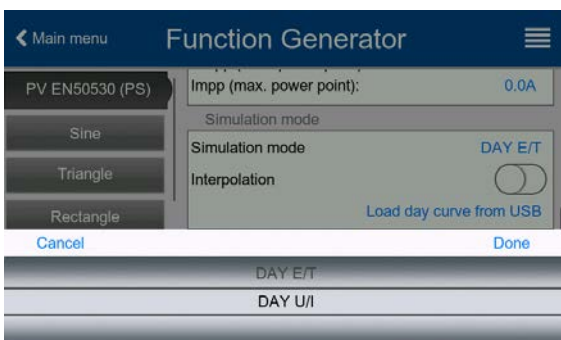 Main menu
Function Generator
PV EN50530 (PS)
Impp (max. power point):
0.0A
Simulation mode
Sine
Simulation mode
DAY E/T
Triangle
Interpolation
Rectangle
Load day curve from USB
Cancel
Done
DAY E/T
DAY U/I